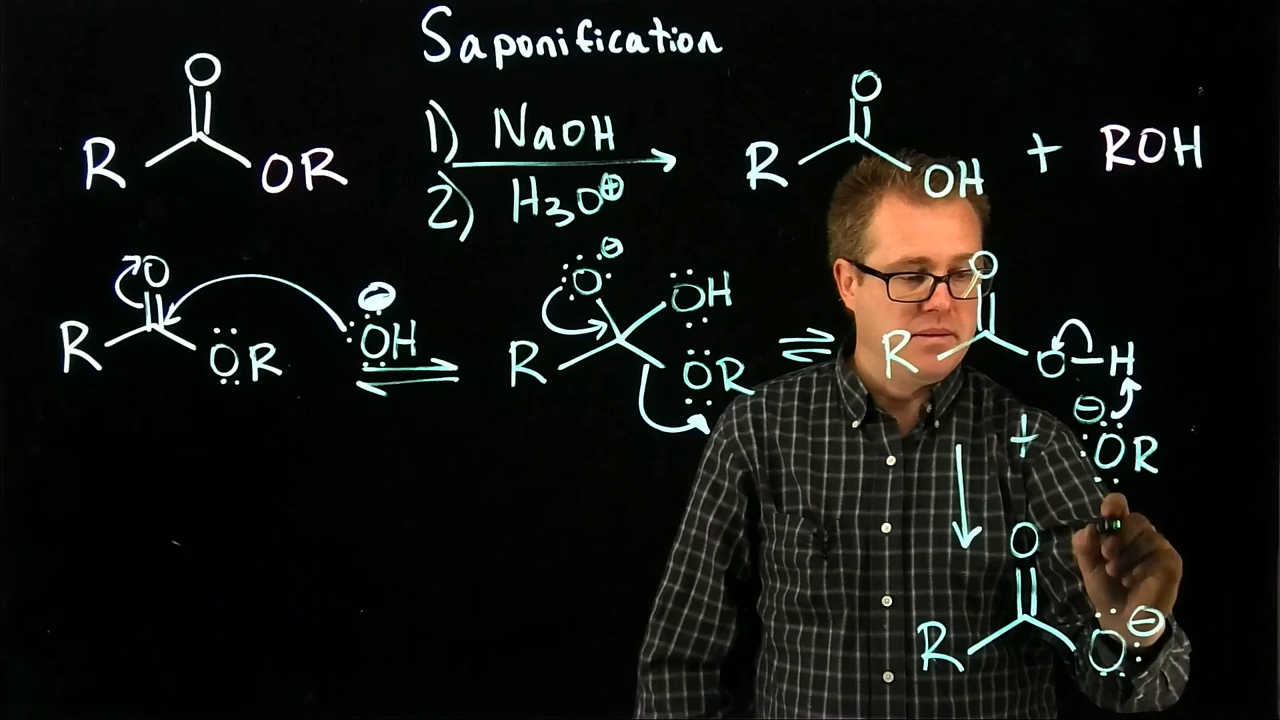 Saponification
O
R OR
1) NaOH
2) H3O⊕
O
R OH + ROH
O
R OR
⊖
OH
⇌
⊖
O OH
R OR
⇌
O
R O–H
+ ⊖
OR
O
R O ⊖